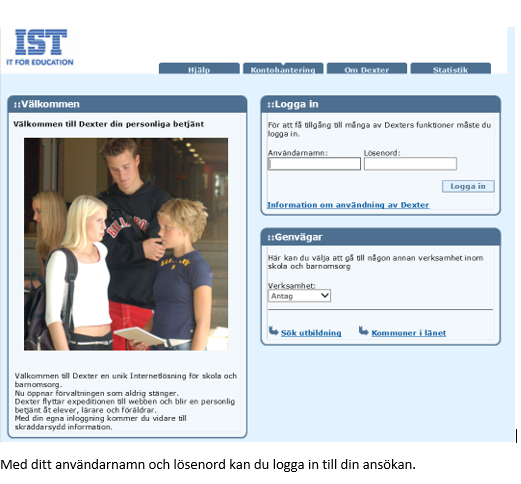 IST
IT FOR EDUCATION
Hjälp
Kontohantering
Om Dexter
Statistik
::Välkommen
Välkommen till Dexter din personliga betjänt
BILLABONG
Välkommen till Dexter en unik Internetlösning för skola och
barnomsorg.
Nu öppnar förvaltningen som aldrig stänger.
Dexter flyttar expeditionen till webben och blir en personlig
betjänt åt elever, lärare och föräldrar.
Med din egna inloggning kommer du vidare till
skräddarsydd information.
::Logga in
För att få tillgång till många av Dexters funktioner måste du
logga in.
Användarnamn:
Lösenord:
Logga in
Information om användning av Dexter
::Genvägar
Här kan du välja att gå till någon annan verksamhet inom
skola och barnomsorg
Verksamhet:
Antag
Sök utbildning
Kommuner i länet
Med ditt användarnamn och lösenord kan du logga in till din ansökan.